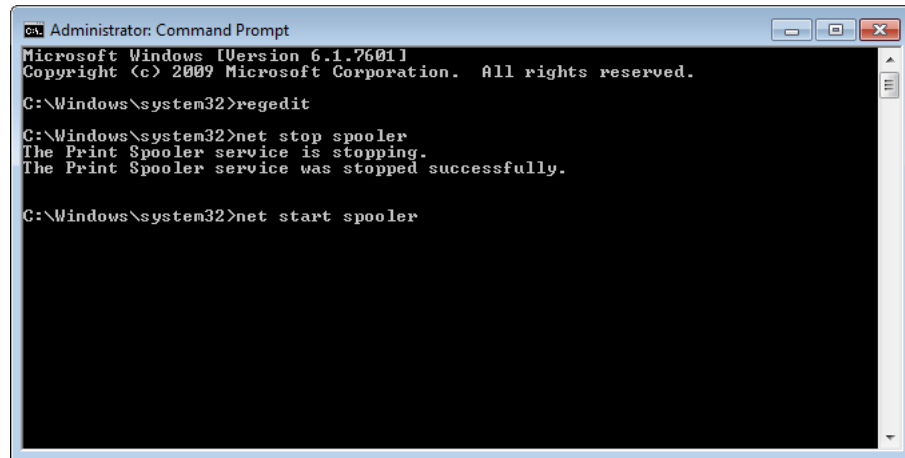 Administrator: Command Prompt
Microsoft Windows [Version 6.1.7601]
Copyright (c) 2009 Microsoft Corporation.  All rights reserved.
C:\Windows\system32>regedit
C:\Windows\system32>net stop spooler
The Print Spooler service is stopping.
The Print Spooler service was stopped successfully.
C:\Windows\system32>net start spooler